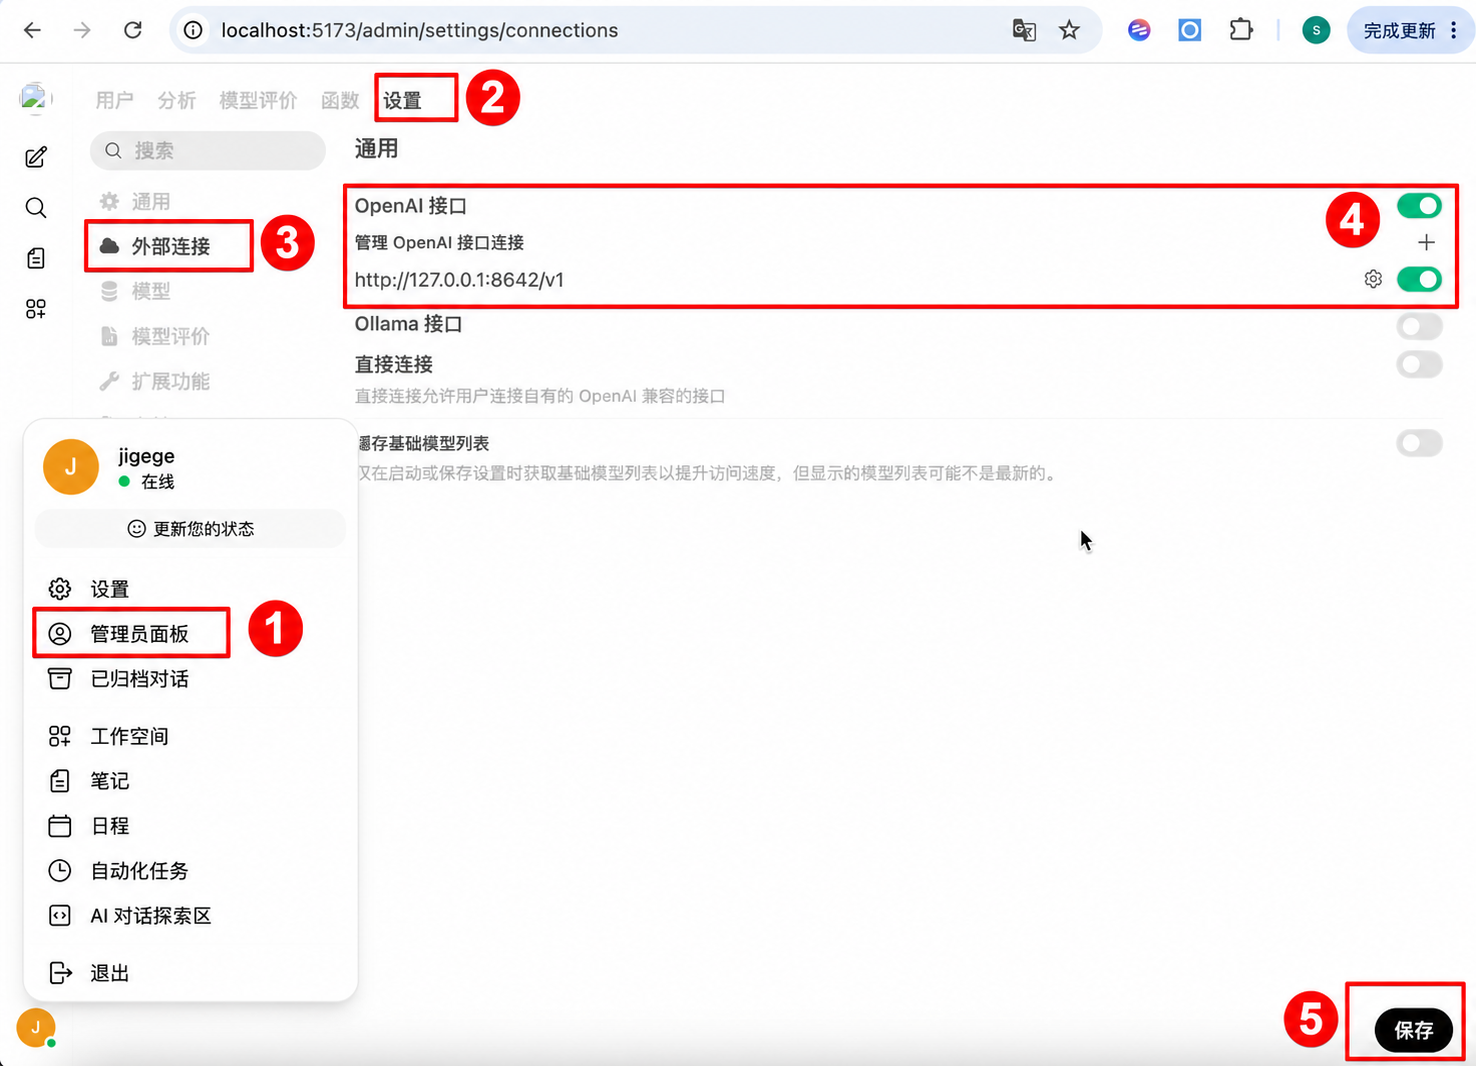 localhost:5173/admin/settings/connections
S
完成更新
用户 分析 模型评价 函数 设置
2
搜索
通用
通用
外部连接
3
模型
模型评价
扩展功能
OpenAI 接口
4
管理 OpenAI 接口连接
http://127.0.0.1:8642/v1
Ollama 接口
直接连接
直接连接允许用户连接自有的 OpenAI 兼容的接口
存基础模型列表
在启动或保存设置时获取基础模型列表以提升访问速度，但显示的模型列表可能不是最新的。
J
jigege
在线
更新您的状态
设置
管理员面板
1
已归档对话
工作空间
笔记
日程
自动化任务
AI 对话探索区
退出
J
5
保存